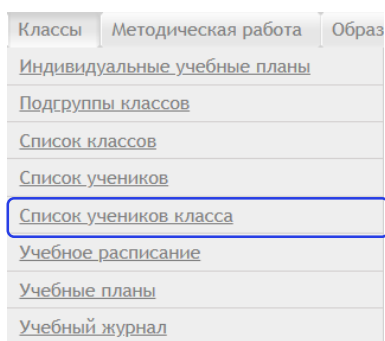 Классы Методическая работа Образ
Индивидуальные учебные планы
Подгруппы классов
Список классов
Список учеников
Список учеников класса
Учебное расписание
Учебные планы
Учебный журнал